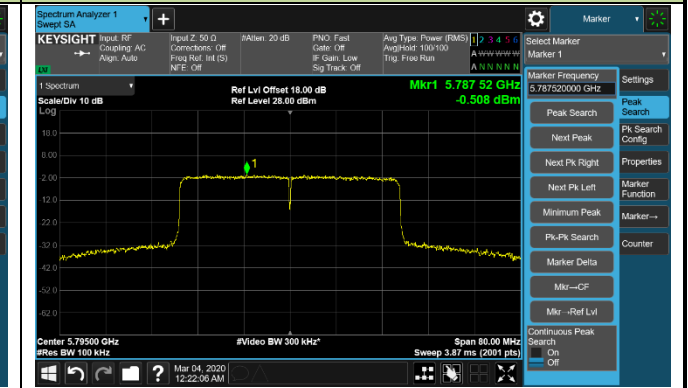 Spectrum Analyzer 1
Swept SA
+
Marker
KEYSIGHT
Input: RF
Coupling: AC
Align: Auto
Input Z: 50 Ω
Corrections: Off
Freq Ref: Int (S)
NFE: Off
#Atten: 20 dB
PNO: Fast
Gate: Off
IF Gain: Low
Sig Track: Off
Avg Type: Power (RMS)
Avg|Hold: 100/100
Trig: Free Run
1 2 3 4 5 6
A W W W W W
A N N N N N
LXI
Select Marker
Marker 1
1 Spectrum
Scale/Div 10 dB
Log
Ref Lvl Offset 18.00 dB
Ref Level 28.00 dBm
Mkr1 5.787 52 GHz
-0.508 dBm
18.0
8.00
-2.00
-12.0
-22.0
-32.0
-42.0
-52.0
-62.0
1
Center 5.79500 GHz
#Res BW 100 kHz
#Video BW 300 kHz*
Span 80.00 MHz
Sweep 3.87 ms (2001 pts)
Marker Frequency
5.787520000 GHz
Peak Search
Next Peak
Next Pk Right
Next Pk Left
Minimum Peak
Pk-Pk Search
Marker Delta
Mkr→CF
Mkr→Ref Lvl
Continuous Peak
Search
On
Off
Settings
Peak
Search
Pk Search
Config
Properties
Marker
Function
Marker→
Counter
?
Mar 04, 2020
12:22:06 AM